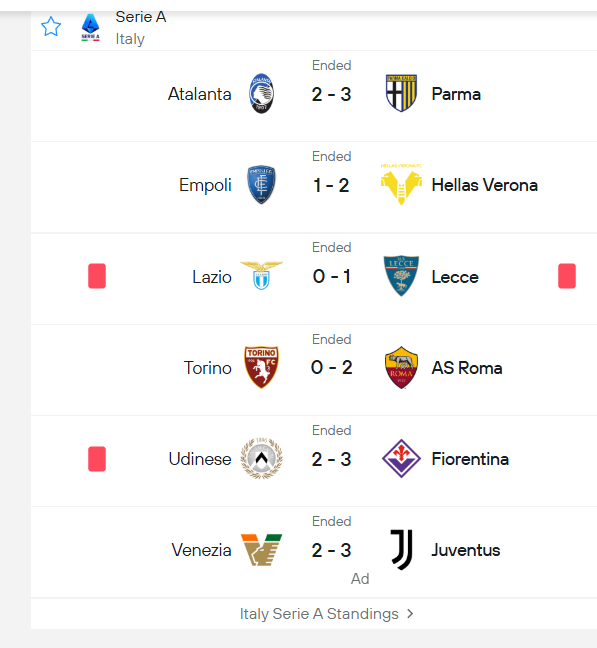 Serie A
Italy
Ended
Atalanta 2 - 3 Parma
Ended
Empoli 1 - 2 Hellas Verona
Ended
Lazio 0 - 1 Lecce
Ended
Torino 0 - 2 AS Roma
Ended
Udinese 2 - 3 Fiorentina
Ended
Venezia 2 - 3 Juventus
Ad
Italy Serie A Standings >